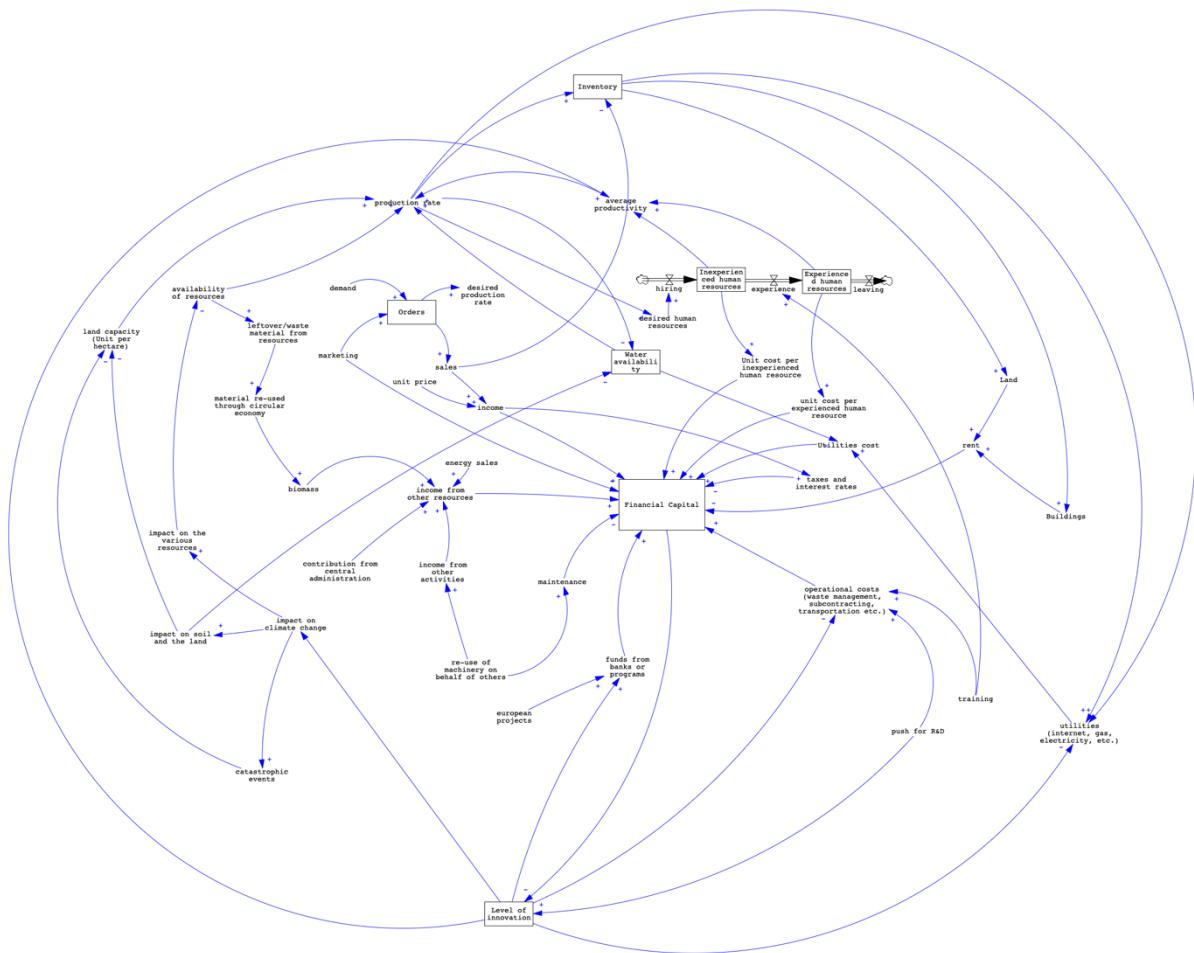 Inventory
production rate
average
productivity
Inexperien
ced human
resources
Experience
d human
resources
hiring
experience
leaving
availability
of resources
demand
desired
production
rate
Orders
desired human
resources
leftover/waste
material from
resources
land capacity
(Unit per
hectare)
marketing
sales
Water
availabili
ty
Unit cost per
inexperienced
human resource
unit price
Land
material re-used
through circular
economy
income
unit cost per
experienced human
resource
Utilities cost
rent
energy sales
biomass
income from
other resources
Financial Capital
taxes and
interest rates
Buildings
impact on the
various
resources
contribution from
central
administration
income from
other
activities
maintenance
operational costs
(waste management,
subcontracting,
transportation etc.)
impact on
climate change
impact on soil
and the land
re-use of
machinery on
behalf of others
funds from
banks or
programs
training
european
projects
push for R&D
utilities
(internet, gas,
electricity, etc.)
catastrophic
events
Level of
innovation